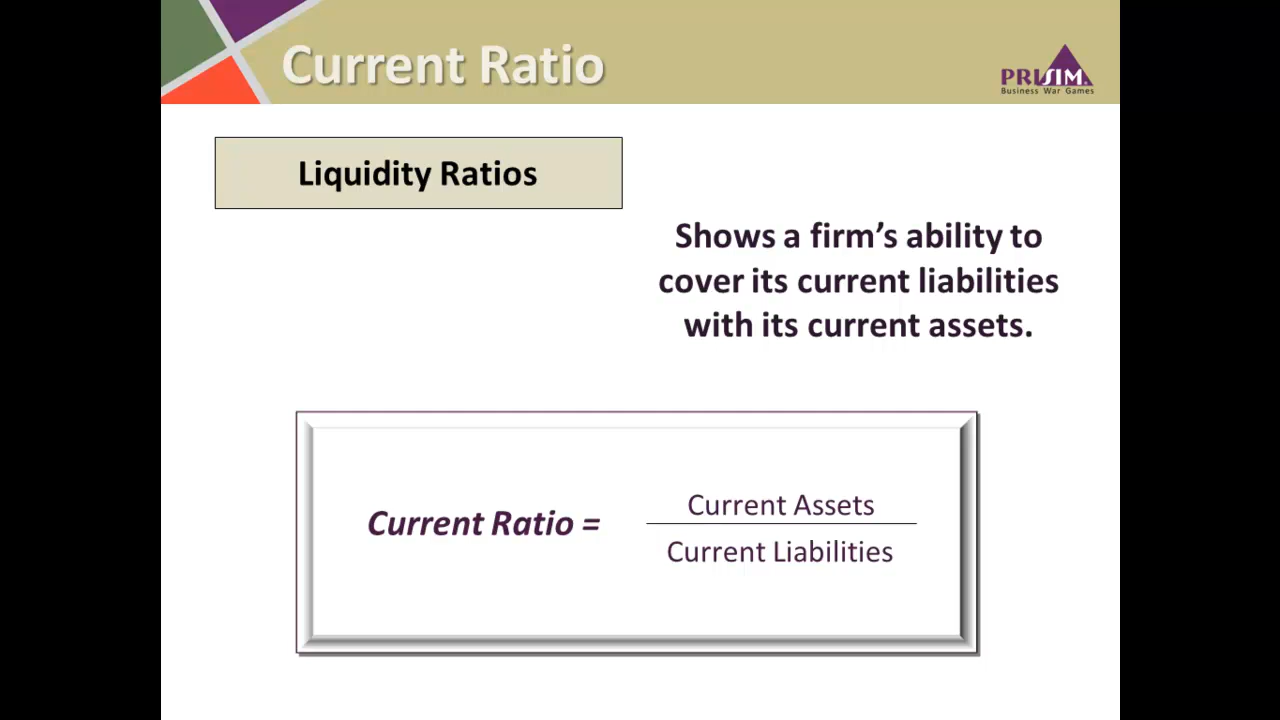 Current Ratio
PRISIM.
Business War Games
Liquidity Ratios
Shows a firm’s ability to
cover its current liabilities
with its current assets.
Current Ratio =
Current Assets
Current Liabilities